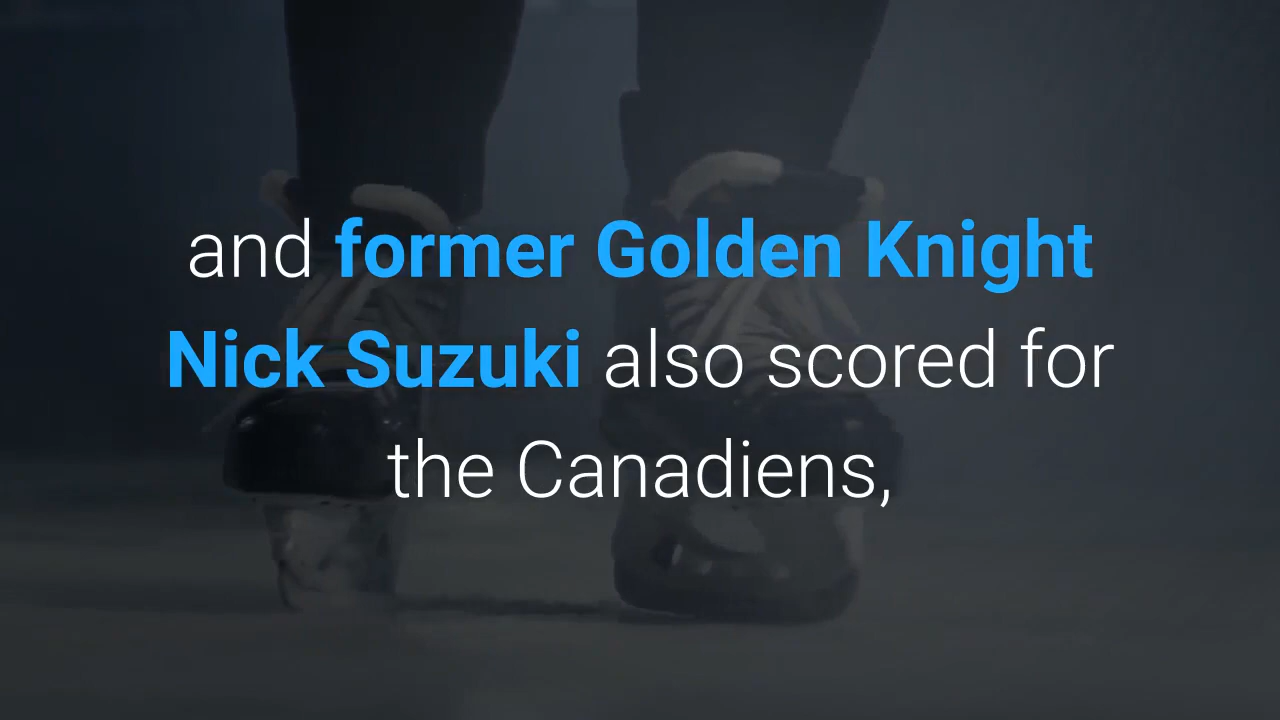 and former Golden Knight
Nick Suzuki also scored for
the Canadiens,